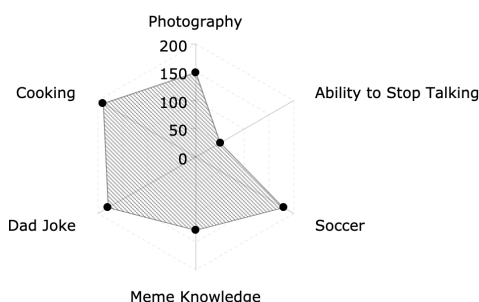 Photography
200
Cooking
150
Ability to Stop Talking
100
50
0
Dad Joke
Soccer
Meme Knowledge